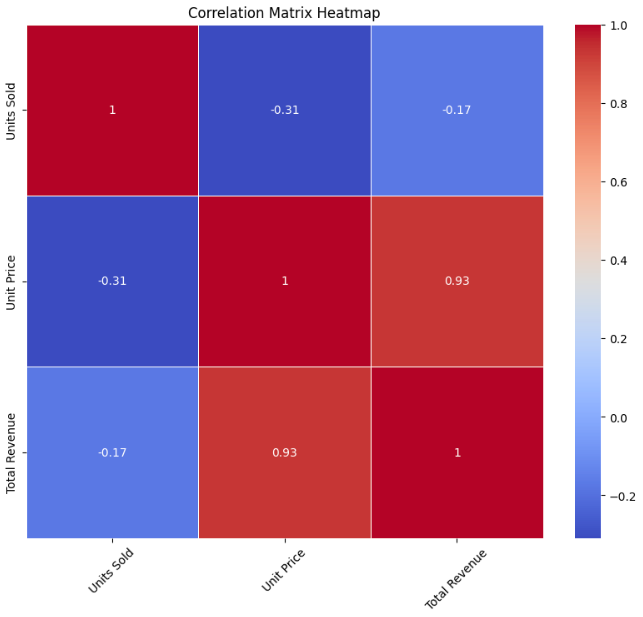 Correlation Matrix Heatmap
Units Sold
1
-0.31
-0.17
Unit Price
-0.31
1
0.93
Total Revenue
-0.17
0.93
1
Units Sold
Unit Price
Total Revenue
1.0
0.8
0.6
0.4
0.2
0.0
−0.2